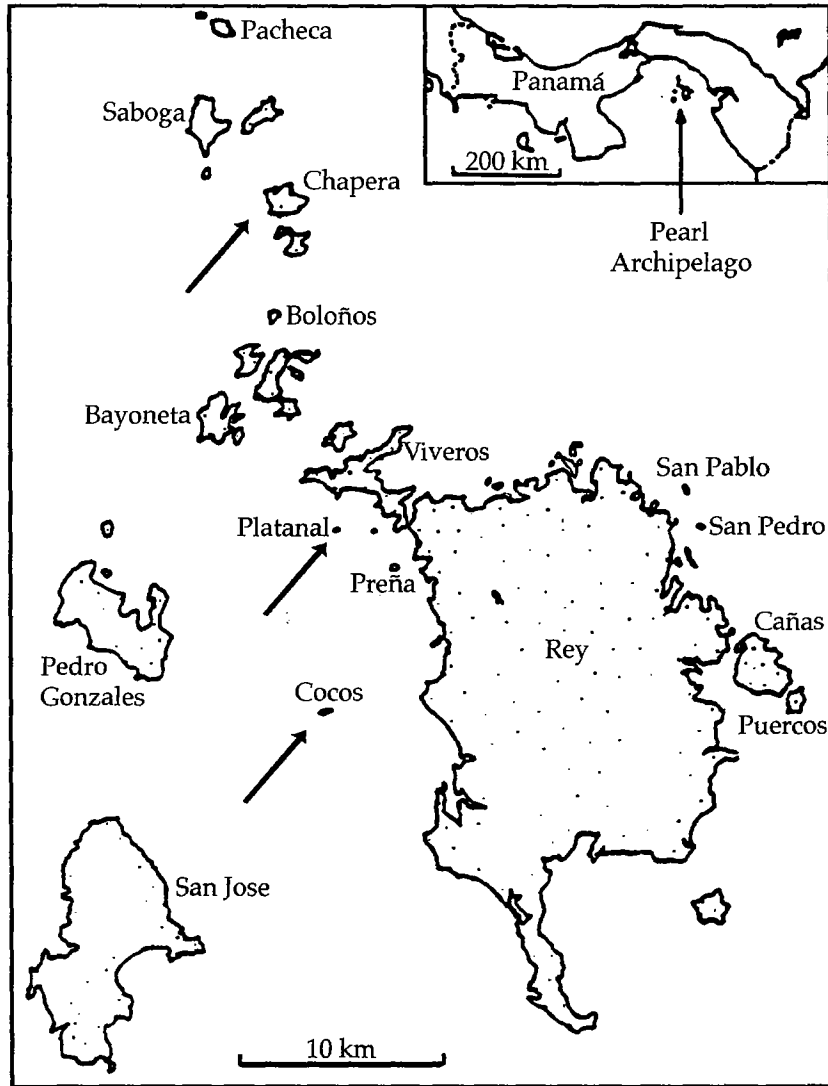 Pacheca
Saboga
Chapera
Panamá
200 km
Pearl
Archipelago
Boloños
Bayoneta
Viveros
San Pablo
Platanal
San Pedro
Preña
Cañas
Rey
Pedro
Gonzales
Cocos
Puercos
San Jose
10 km